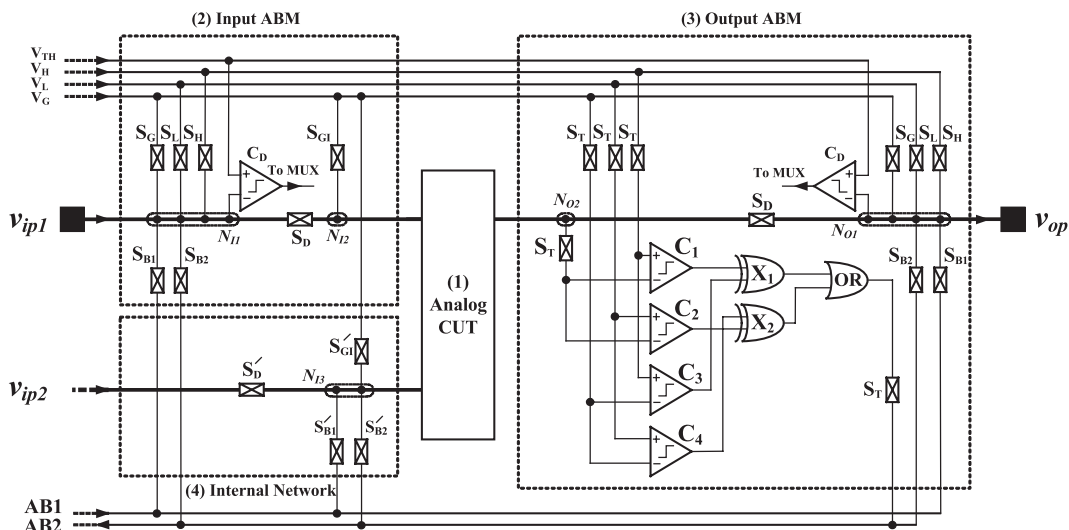 (2) Input ABM
(3) Output ABM
V_TH
V_H
V_L
V_G
S_G S_L S_H
C_D
To MUX
S_GI
S_T S_T S_T
To MUX
C_D
S_G S_L S_H
+
−
+
−
v_ip1
N_I1
S_D
N_I2
N_O2
S_D
N_O1
v_op
S_B1 S_B2
S_T
S_B2 S_B1
(1)
Analog
CUT
+
−
C_1
X_1
OR
+
−
C_2
X_2
+
−
C_3
+
−
C_4
S_T
S′_GI
v_ip2
S′_D
N_I3
S′_B1 S′_B2
(4) Internal Network
AB1
AB2